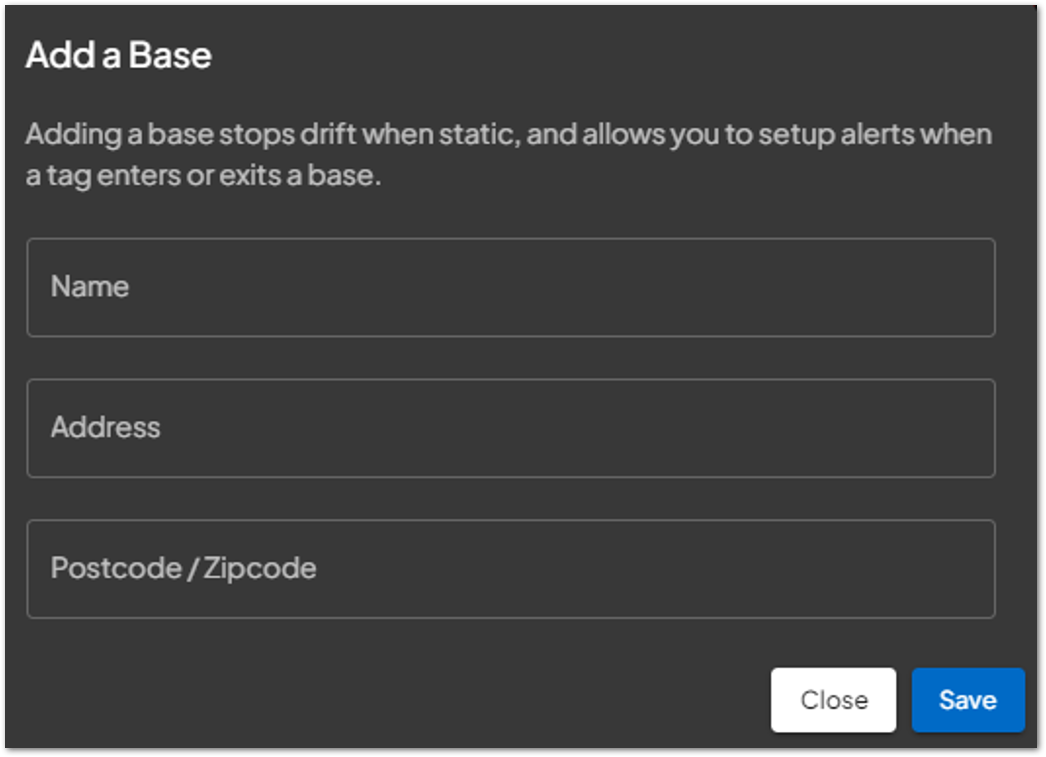 Add a Base
Adding a base stops drift when static, and allows you to setup alerts when
a tag enters or exits a base.
Name
Address
Postcode / Zipcode
Close
Save